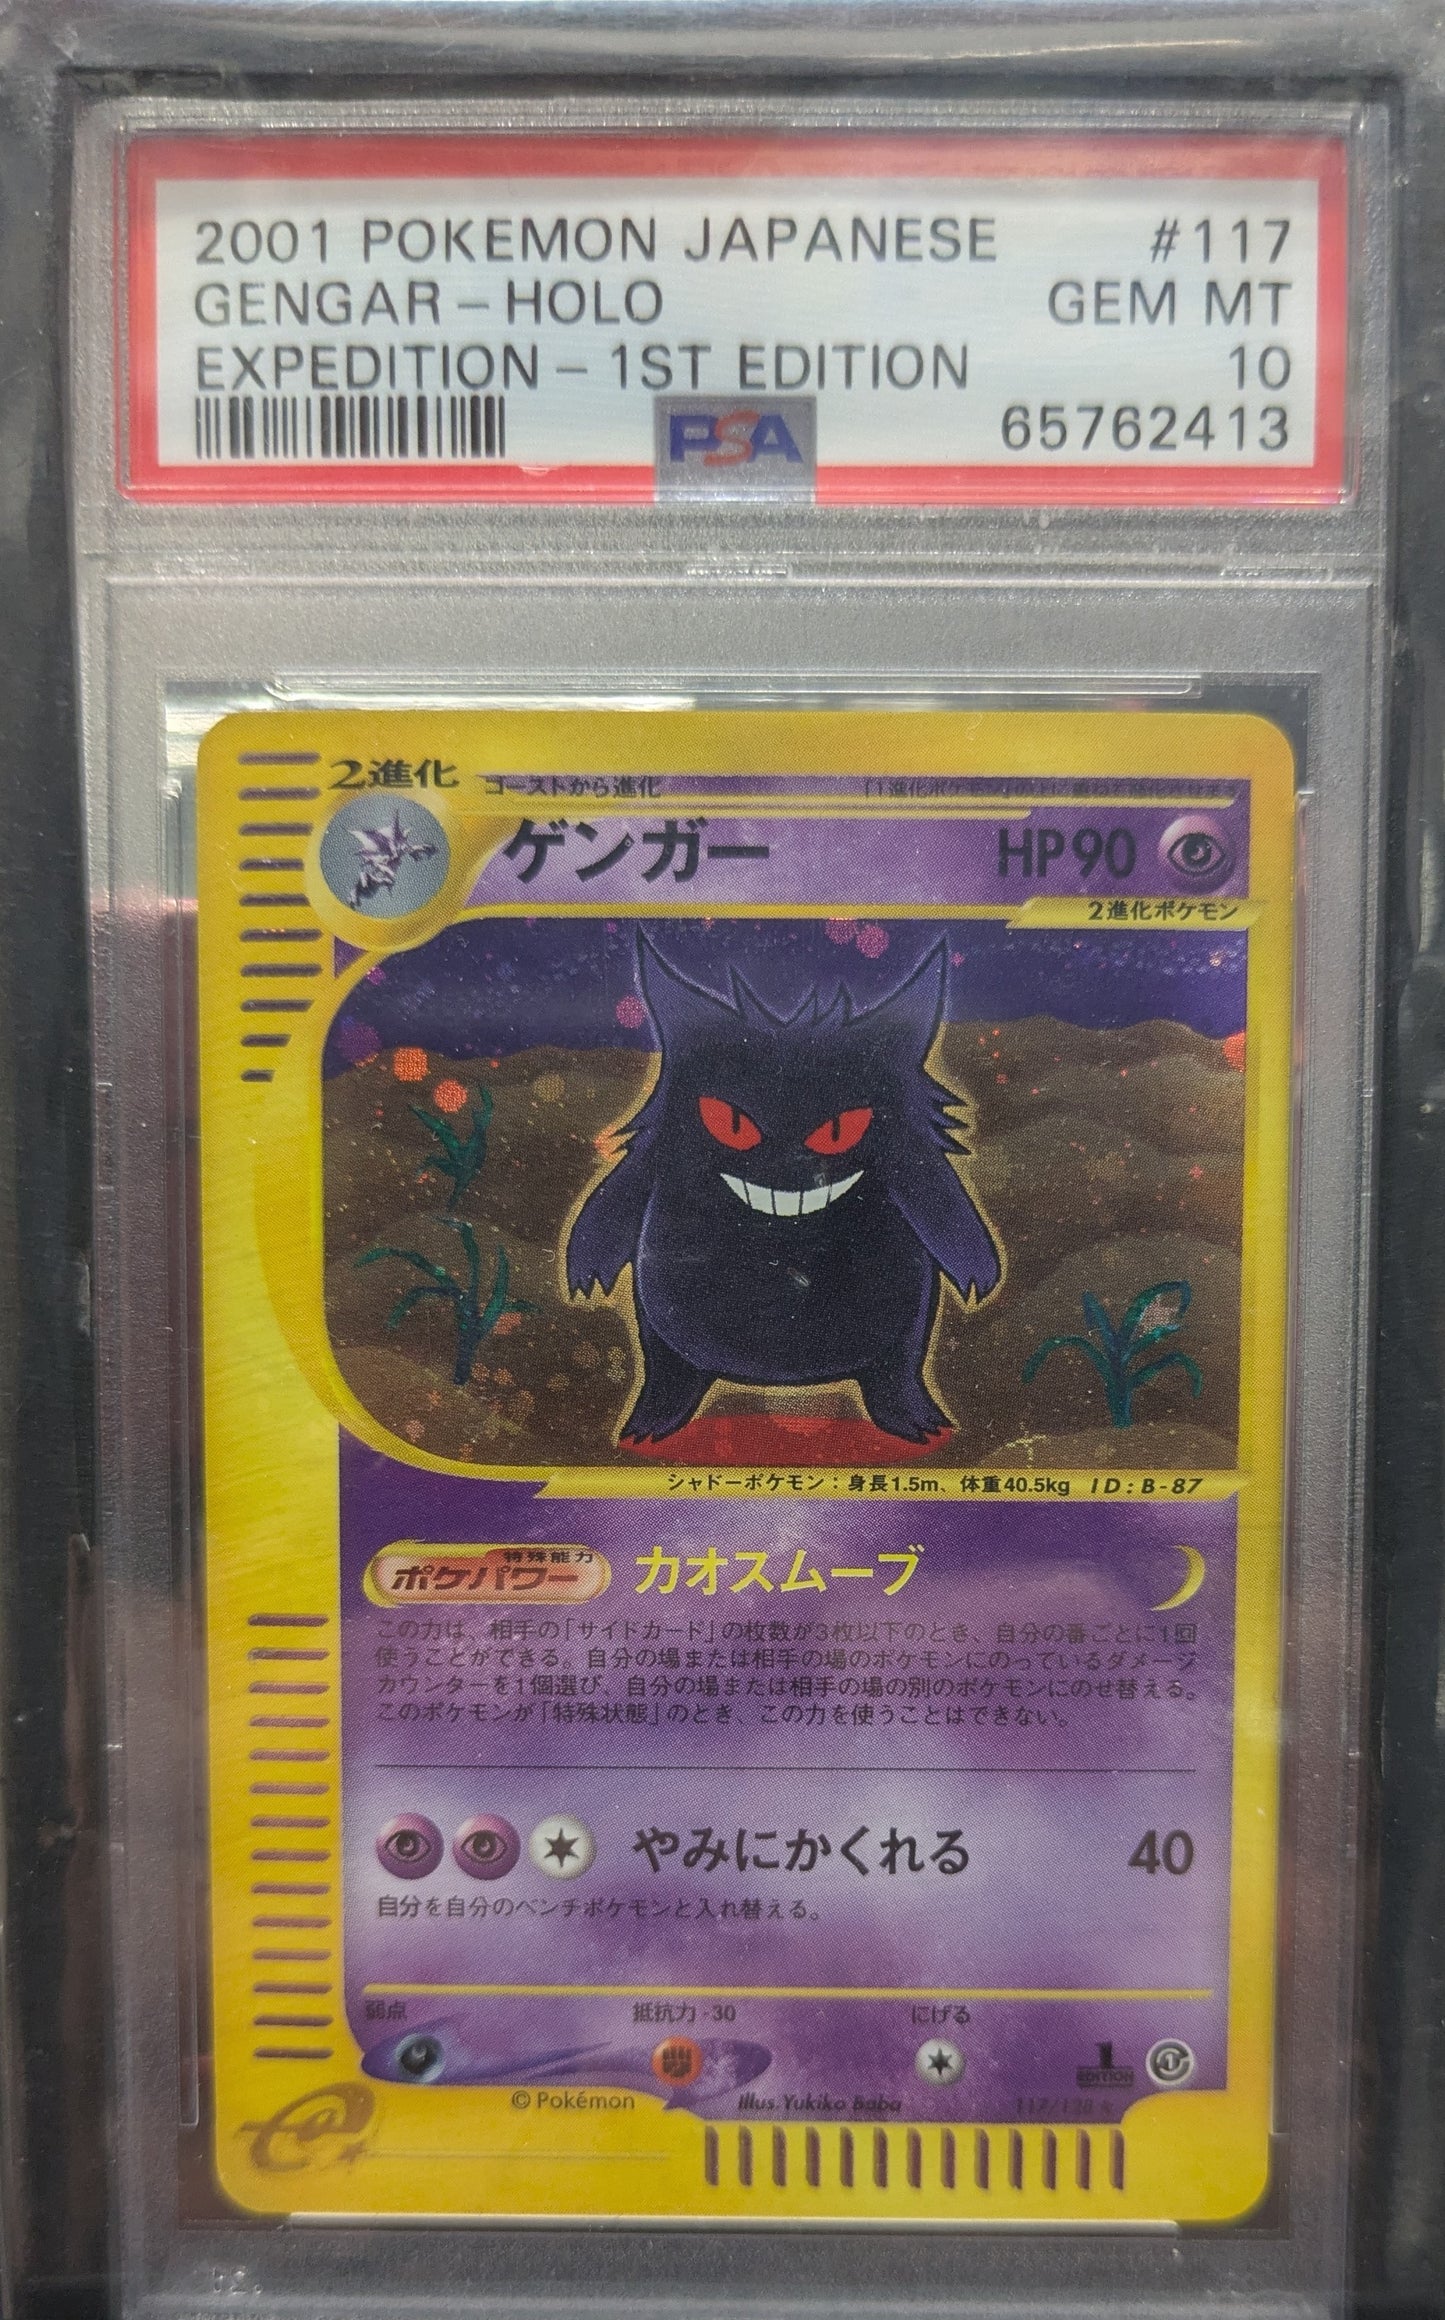 2001 POKEMON JAPANESE #117
GENGAR - HOLO GEM MT
EXPEDITION - 1ST EDITION 10
PSA 65762413
2進化 ゴーストから進化
ゲンガー HP90
2進化ポケモン
シャドーポケモン：身長1.5m、体重40.5kg ID:B-87
特殊能力
ポケパワー カオスムーブ
この力は、相手の「サイドカード」の枚数が3枚以下のとき、自分の番ごとに1回
使うことができる。自分の場または相手の場のポケモンにのっているダメージ
カウンターを1個選び、自分の場または相手の場の別のポケモンにのせ替える。
このポケモンが「特殊状態」のとき、この力を使うことはできない。
やみにかくれる 40
自分を自分のベンチポケモンと入れ替える。
弱点 抵抗力 -30 にげる
1 EDITION
© Pokémon Illus.Yukiko Baba
e